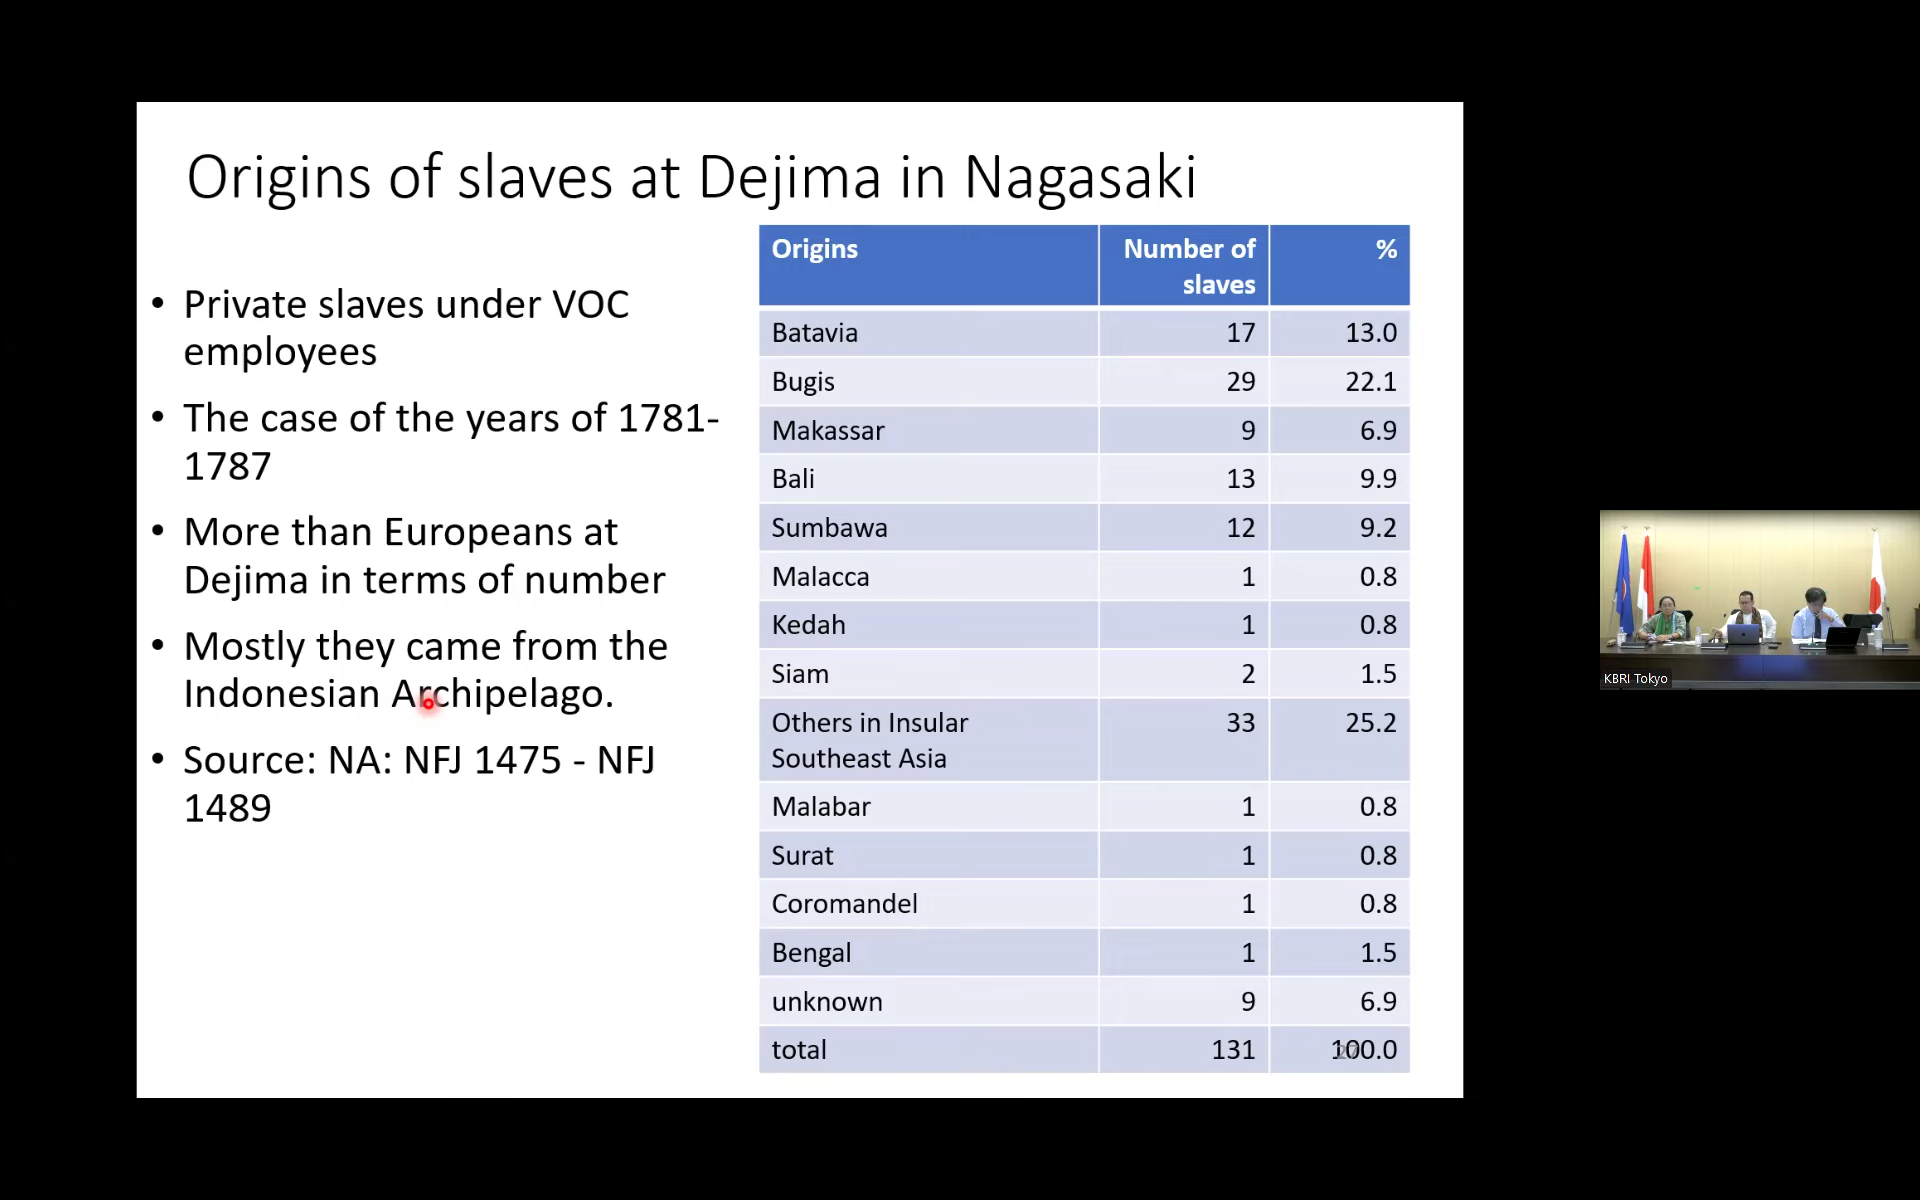 Origins of slaves at Dejima in Nagasaki
• Private slaves under VOC
employees
• The case of the years of 1781-
1787
• More than Europeans at
Dejima in terms of number
• Mostly they came from the
Indonesian Archipelago.
• Source: NA: NFJ 1475 - NFJ
1489
Origins Number of %
slaves
Batavia 17 13.0
Bugis 29 22.1
Makassar 9 6.9
Bali 13 9.9
Sumbawa 12 9.2
Malacca 1 0.8
Kedah 1 0.8
Siam 2 1.5
Others in Insular 33 25.2
Southeast Asia
Malabar 1 0.8
Surat 1 0.8
Coromandel 1 0.8
Bengal 1 1.5
unknown 9 6.9
total 131 100.0
KBRI Tokyo